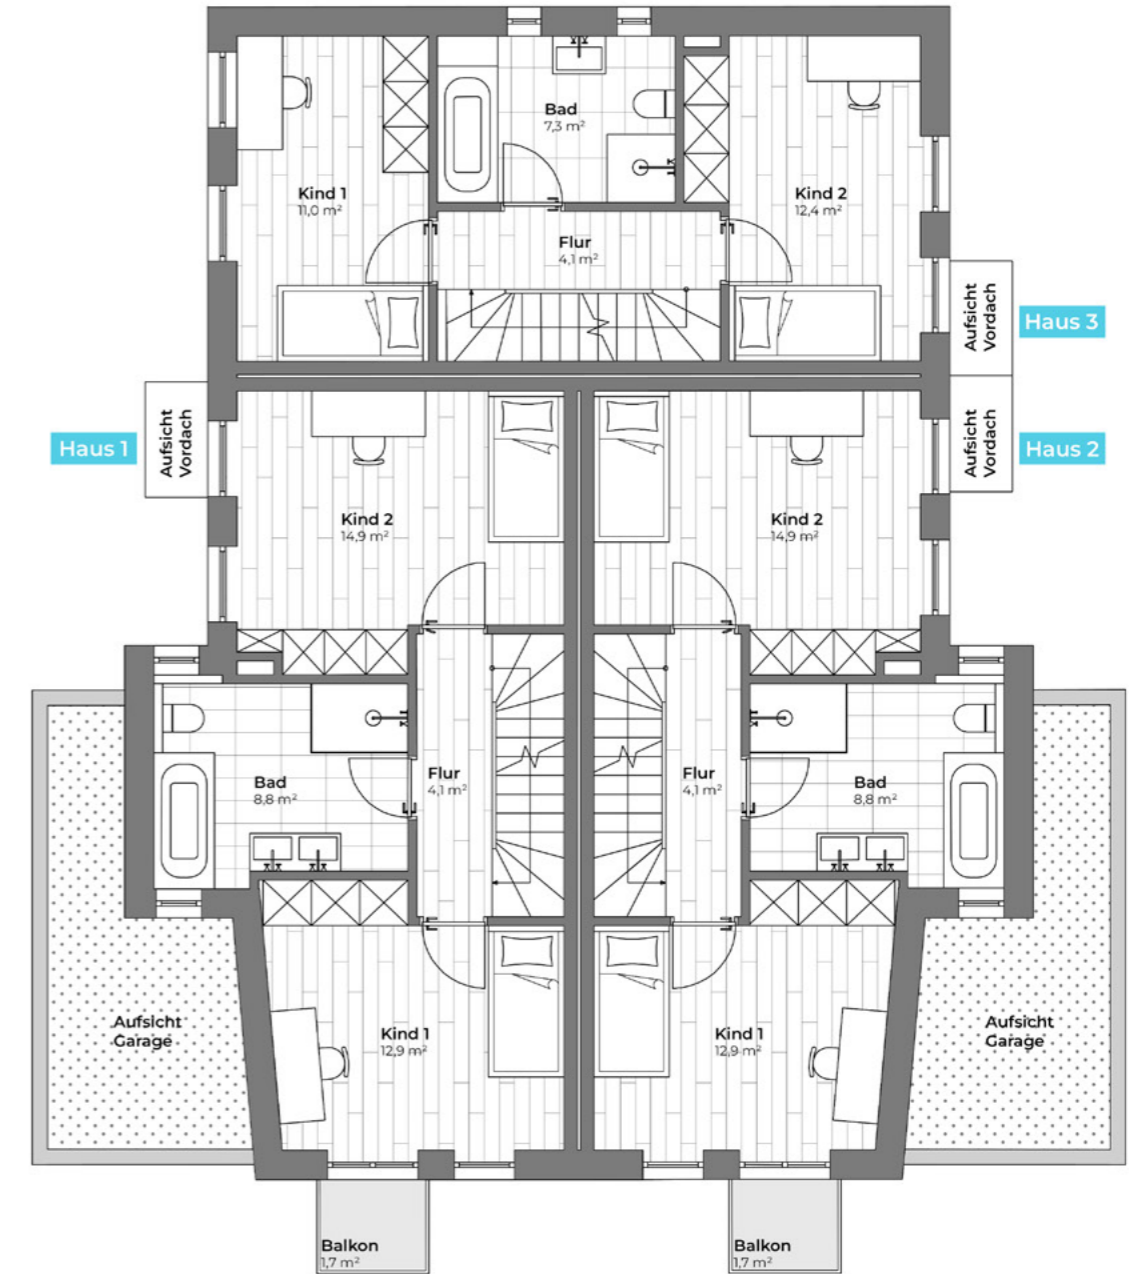 Kind 1
11,0 m²
Bad
7,3 m²
Kind 2
12,4 m²
Flur
4,1 m²
Aufsicht
Vordach
Haus 3
Haus 1
Aufsicht
Vordach
Kind 2
14,9 m²
Kind 2
14,9 m²
Aufsicht
Vordach
Haus 2
Bad
8,8 m²
Flur
4,1 m²
Flur
4,1 m²
Bad
8,8 m²
Aufsicht
Garage
Kind 1
12,9 m²
Kind 1
12,9 m²
Aufsicht
Garage
Balkon
1,7 m²
Balkon
1,7 m²